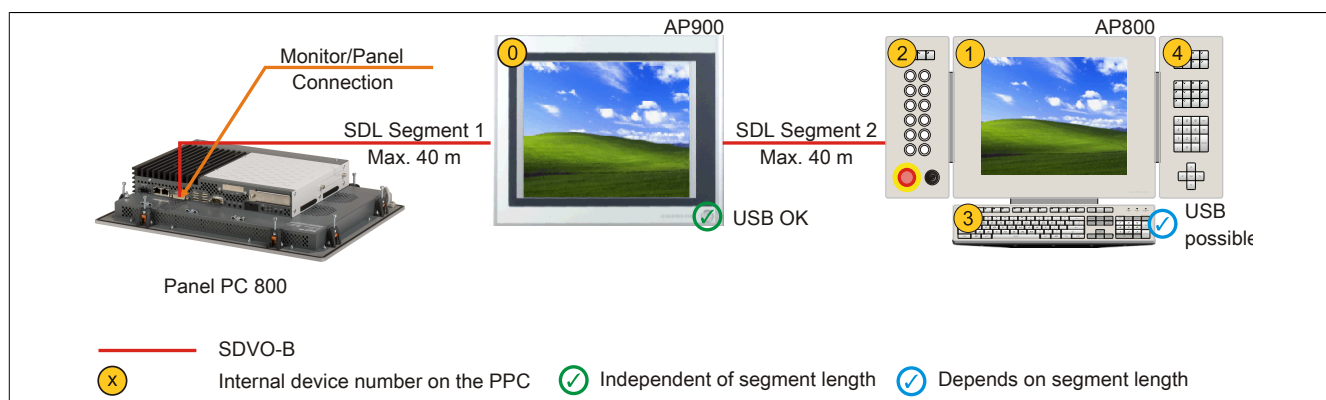 AP900
AP800
0
2
1
4
Monitor/Panel
Connection
SDL Segment 1
Max. 40 m
SDL Segment 2
Max. 40 m
USB OK
3
USB
possible
Panel PC 800
SDVO-B
x
Internal device number on the PPC
Independent of segment length
Depends on segment length